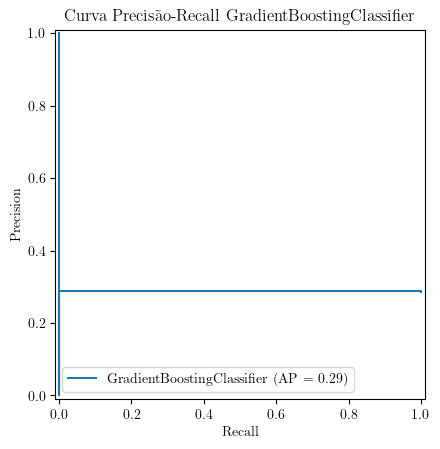 Curva Precisão-Recall GradientBoostingClassifier
1.0
0.8
0.6
0.4
0.2
0.0
Precision
GradientBoostingClassifier (AP = 0.29)
0.0 0.2 0.4 0.6 0.8 1.0
Recall